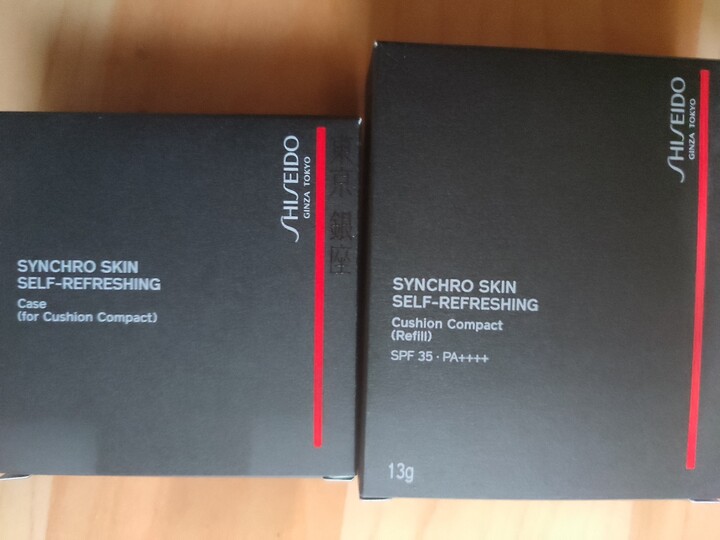 SHISEIDO
GINZA TOKYO
東京 銀座
SYNCHRO SKIN
SELF-REFRESHING
Case
(for Cushion Compact)
SHISEIDO
GINZA TOKYO
SYNCHRO SKIN
SELF-REFRESHING
Cushion Compact
(Refill)
SPF 35 · PA++++
13g